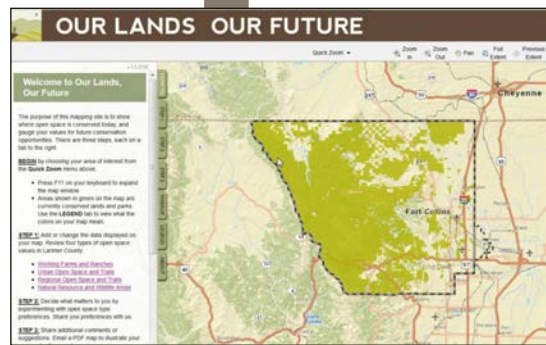 OUR LANDS OUR FUTURE
Quick Zoom
Zoom In
Zoom Out
Pan
Full Extent
Previous Extent
CLOSE
Welcome to Our Lands,
Our Future
The purpose of this mapping site is to show
where open space is conserved today, and
gauge your values for future conservation
opportunities. There are three steps, each on a
tab to the right.
BEGIN by choosing your area of interest from
the Quick Zoom menu above.
• Press F11 on your keyboard to expand
the map window.
• Areas shown in green on the map are
currently conserved lands and parks.
Use the LEGEND tab to view what the
colors on your map mean.
STEP 1: Add or change the data displayed on
your map. Review four types of open space
values in Larimer County:
• Working Farms and Ranches
• Urban Open Space and Trails
• Regional Open Space and Trails
• Natural Resource and Wildlife Areas
STEP 2: Decide what matters to you by
experimenting with open space type
preferences. Share you preferences with us.
STEP 3: Share additional comments or
suggestions. Email a PDF map to illustrate your
Cheyenne
Fort Collins